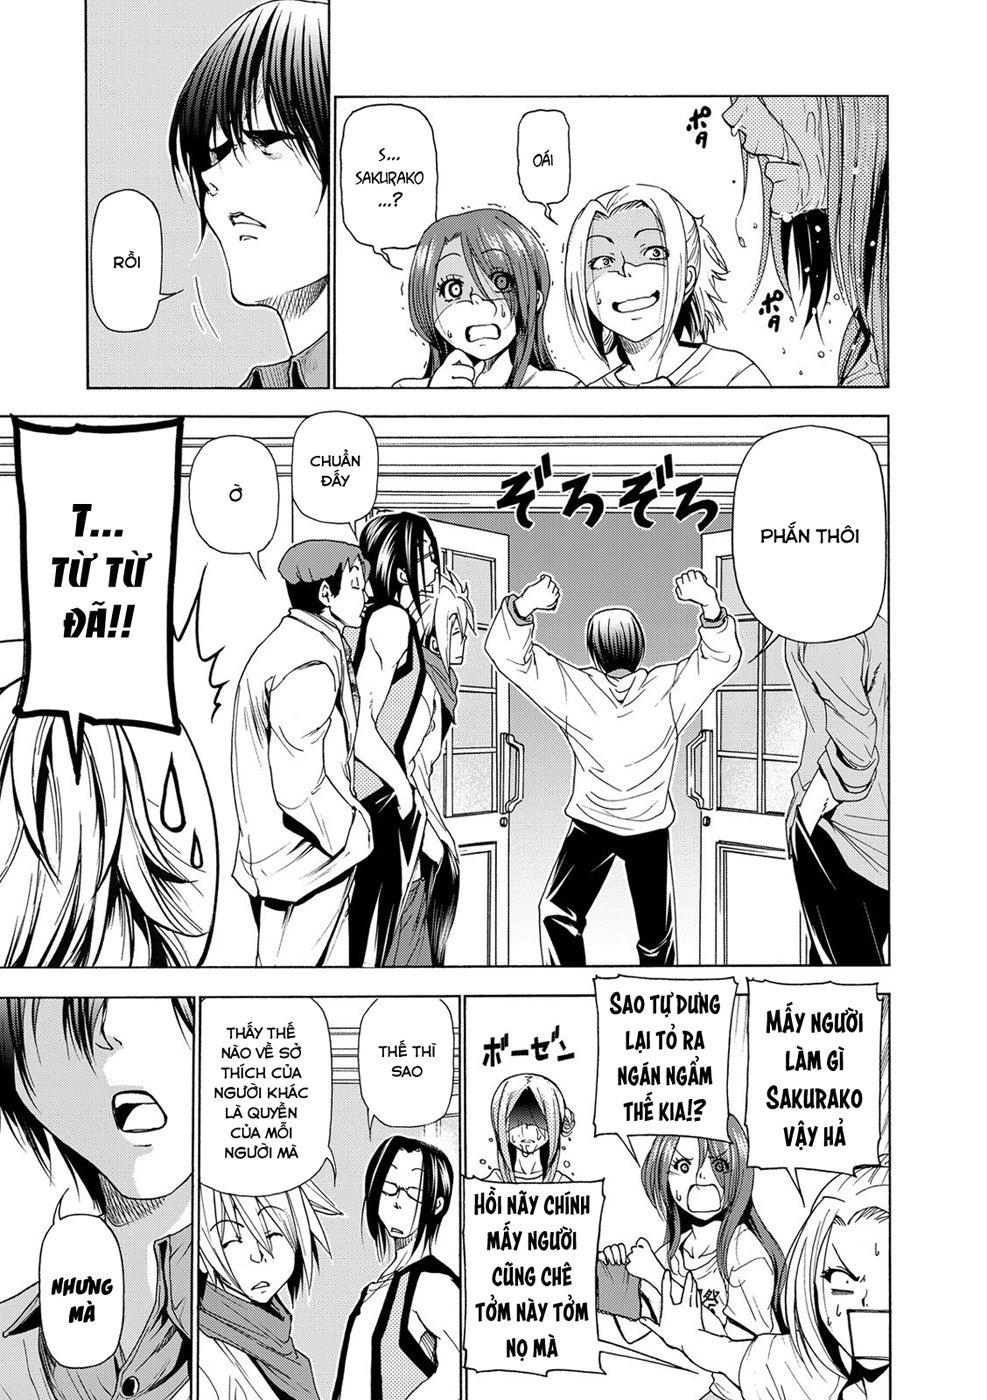 ポタ
OÁI
S...
SAKURAKO
...?
ポタ
RỒI
PHẮN THÔI
ぞろぞろ
CHUẨN
ĐẤY
Ờ
T...
TỪ TỪ
ĐÃ!!
MẤY NGƯỜI
LÀM GÌ
SAKURAKO
VẬY HẢ
SAO TỰ DƯNG
LẠI TỎ RA
NGÁN NGẨM
THẾ KIA!?
ボーゼン
HỒI NÃY CHÍNH
MẤY NGƯỜI
CŨNG CHÊ
TỞM NÀY TỞM
NỌ MÀ
THẾ THÌ
SAO
THẤY THẾ
NÀO VỀ SỞ
THÍCH CỦA
NGƯỜI KHÁC
LÀ QUYỀN
CỦA MỖI
NGƯỜI MÀ
NHƯNG
MÀ